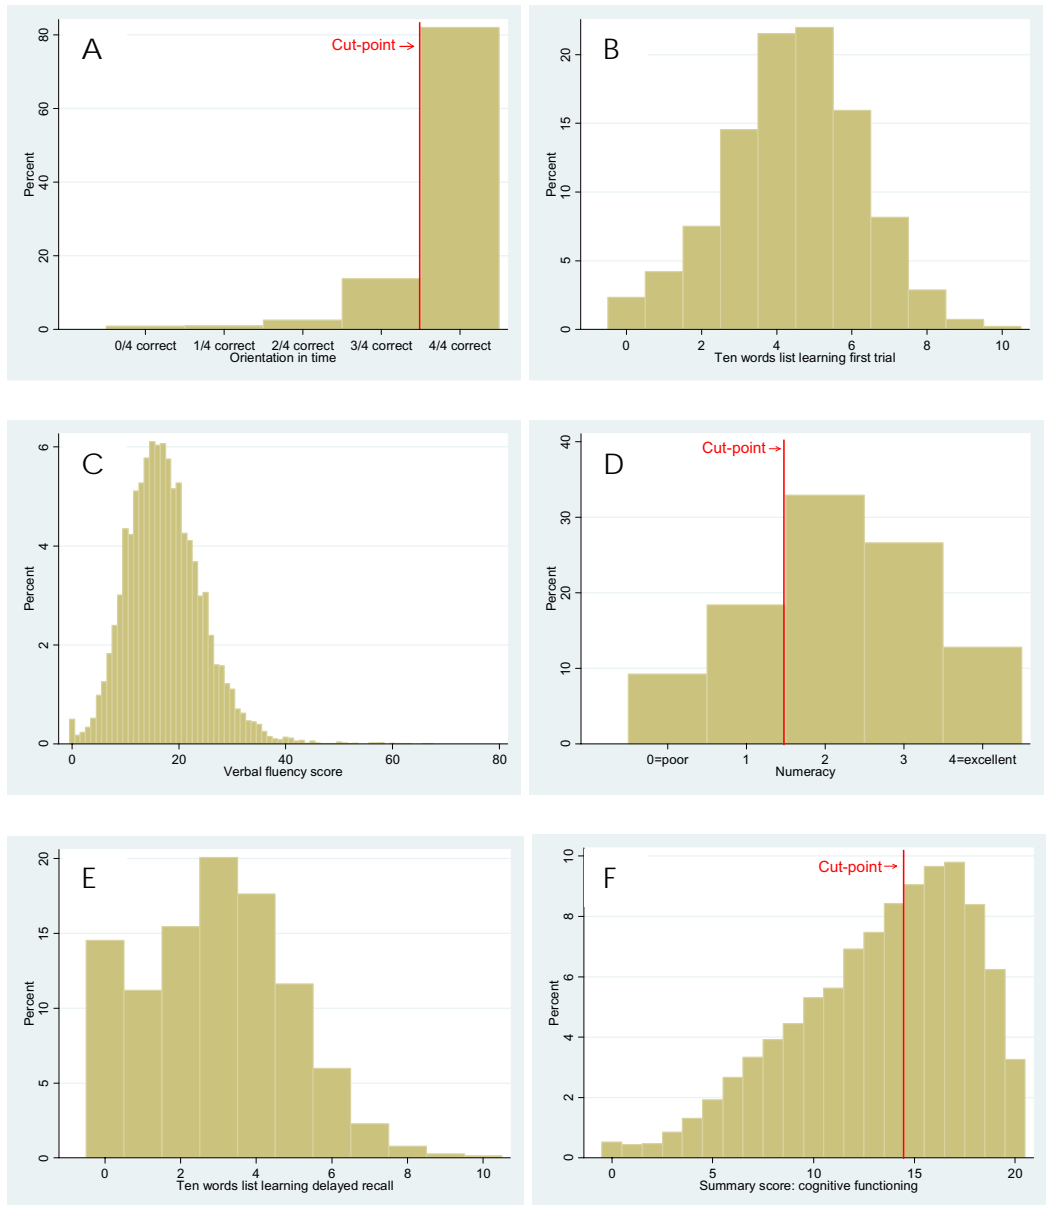 A
Cut-point →
Percent
0 20 40 60 80
0/4 correct 1/4 correct 2/4 correct 3/4 correct 4/4 correct
Orientation in time
B
Percent
0 5 10 15 20
0 2 4 6 8 10
Ten words list learning first trial
C
Percent
0 2 4 6
0 20 40 60 80
Verbal fluency score
D
Cut-point →
Percent
0 10 20 30 40
0=poor 1 2 3 4=excellent
Numeracy
E
Percent
0 5 10 15 20
0 2 4 6 8 10
Ten words list learning delayed recall
F
Cut-point →
Percent
0 2 4 6 8 10
0 5 10 15 20
Summary score: cognitive functioning